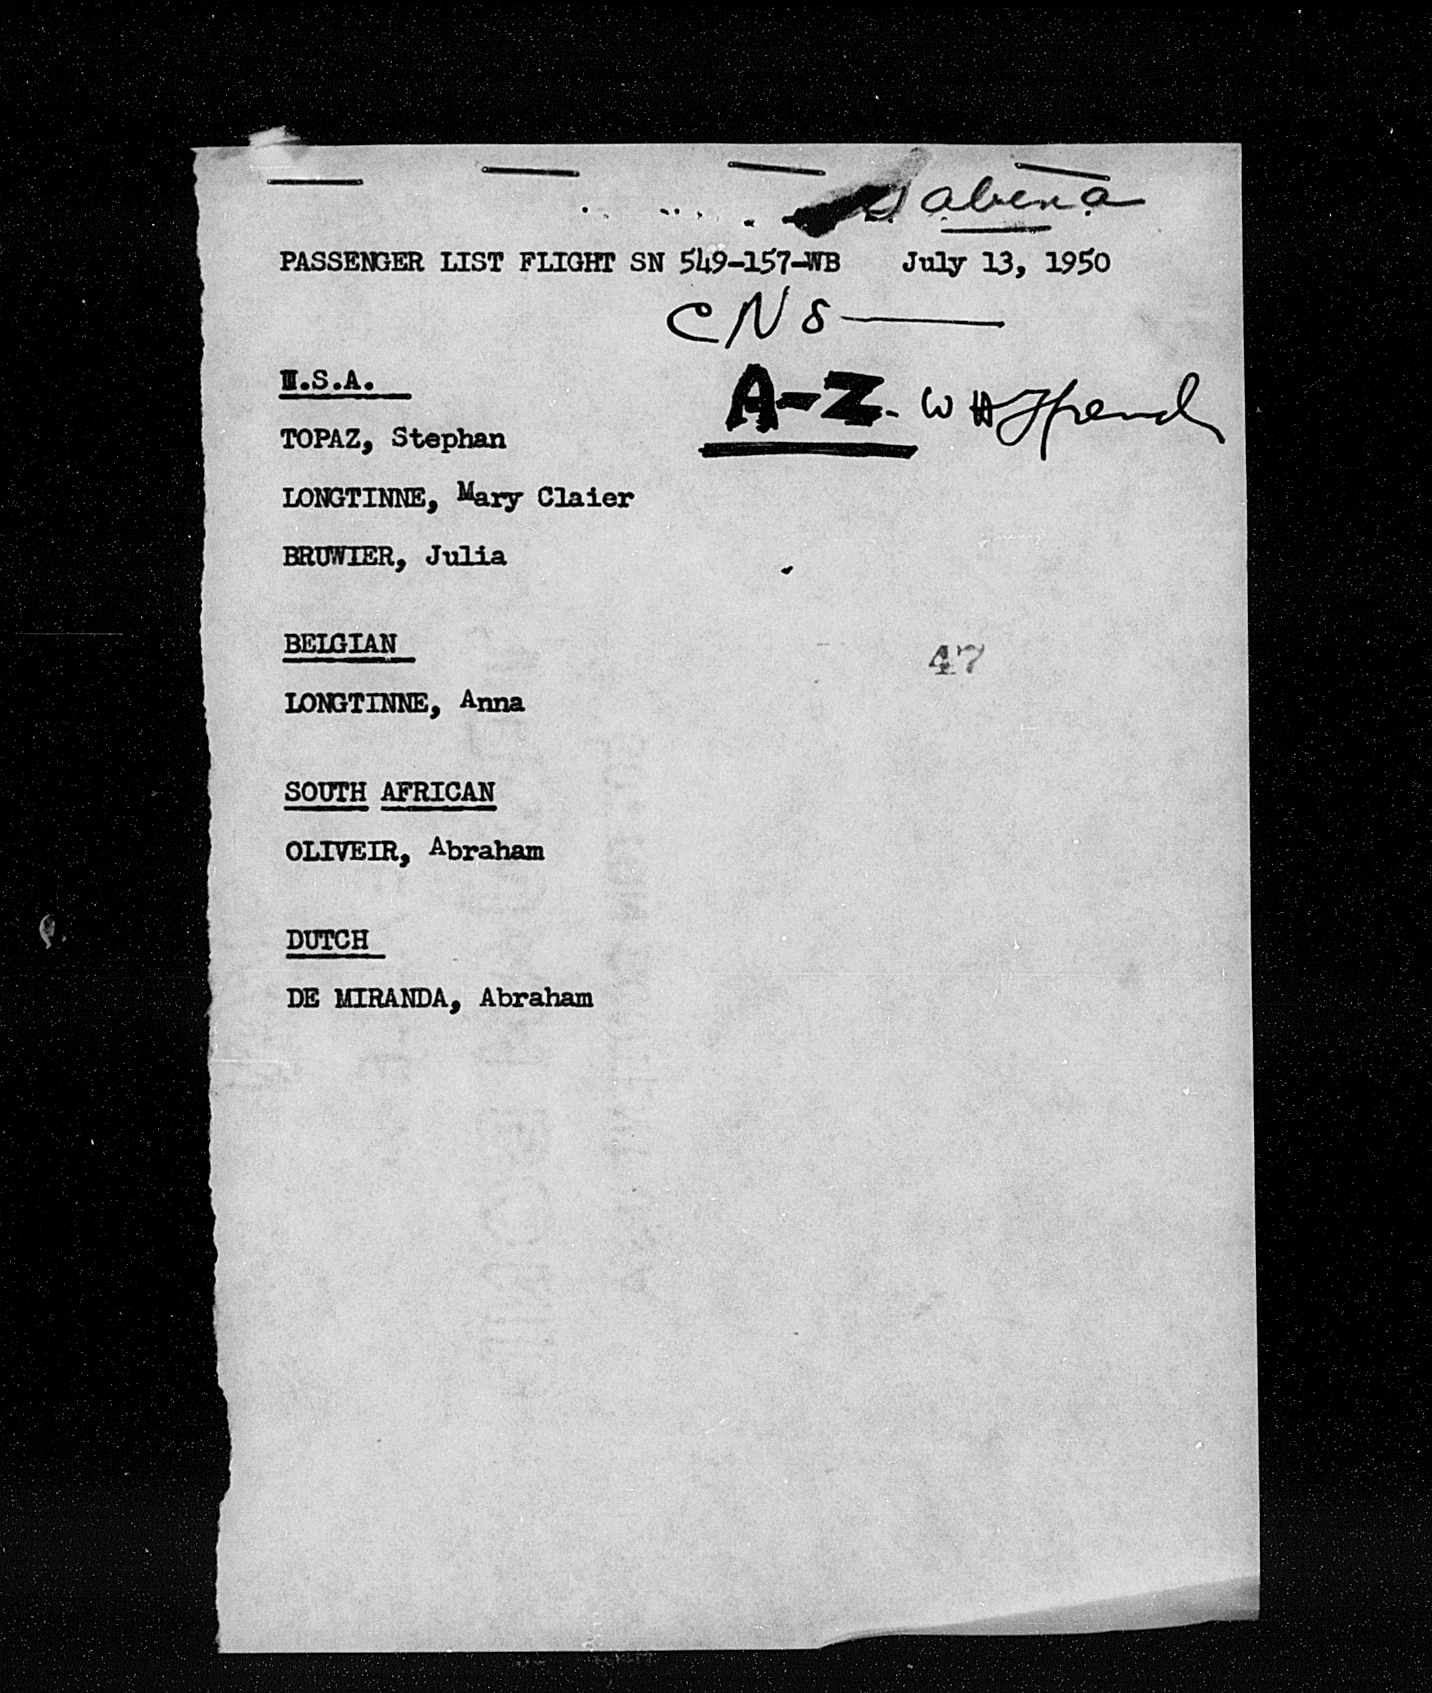 Sabena
PASSENGER LIST FLIGHT SN 549-157-WB July 13, 1950
CNS
U.S.A.
A-Z.
TOPAZ, Stephan
LONGTINNE, Mary Claier
BRUWIER, Julia
BELGIAN
47
LONGTINNE, Anna
SOUTH AFRICAN
OLIVEIR, Abraham
DUTCH
DE MIRANDA, Abraham